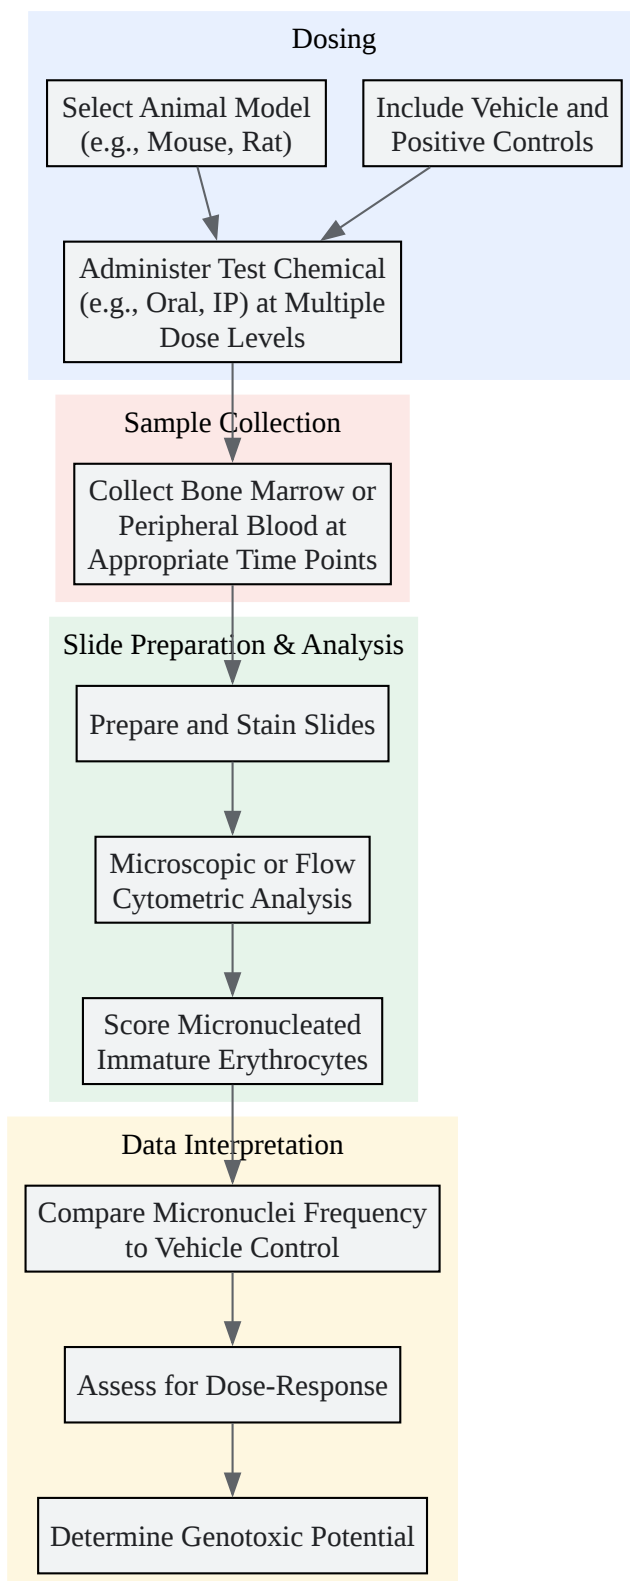 Dosing
Select Animal Model
(e.g., Mouse, Rat)
Include Vehicle and
Positive Controls
Administer Test Chemical
(e.g., Oral, IP) at Multiple
Dose Levels
Sample Collection
Collect Bone Marrow or
Peripheral Blood at
Appropriate Time Points
Slide Preparation & Analysis
Prepare and Stain Slides
Microscopic or Flow
Cytometric Analysis
Score Micronucleated
Immature Erythrocytes
Data Interpretation
Compare Micronuclei Frequency
to Vehicle Control
Assess for Dose-Response
Determine Genotoxic Potential